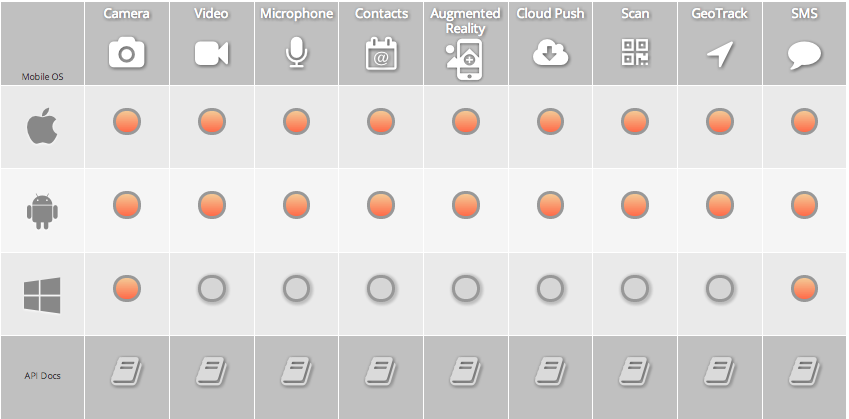 Camera
Video
Microphone
Contacts
Augmented
Reality
Cloud Push
Scan
GeoTrack
SMS
Mobile OS
@
API Docs